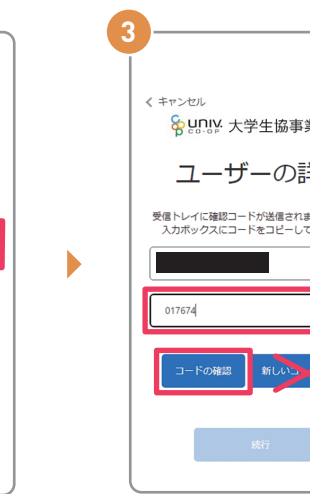 3
< キャンセル
univ. CO-OP 大学生協事業
ユーザーの詳
受信トレイに確認コードが送信されま
入力ボックスにコードをコピーして
017674
コードの確認 新しいコ
続行